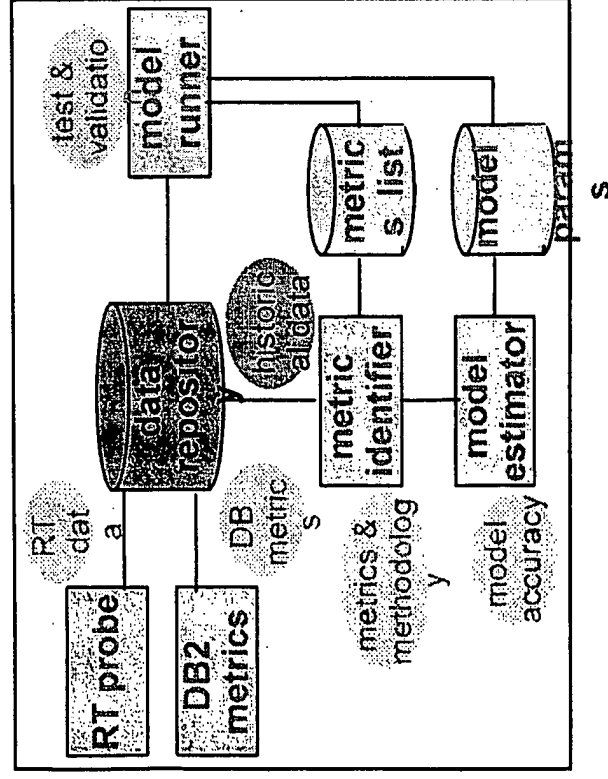 RT probe
DB2
metrics
RT
dat
a
DB
metric
s
data
repositor
y
historic
al data
test &
validatio
n
model
runner
metric
identifier
metric
s list
metrics &
methodolog
y
model
estimator
model
param
s
model
accuracy